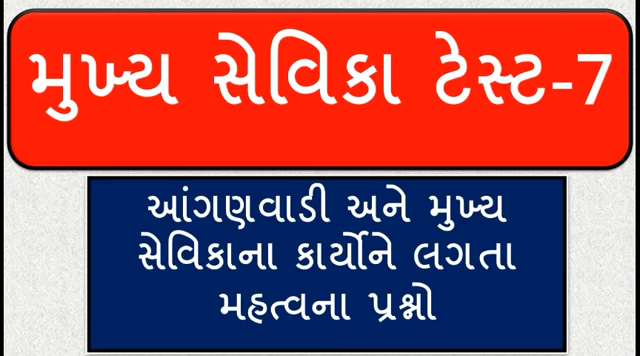 મુખ્ય સેવિકા ટેસ્ટ-7
આંગણવાડી અને મુખ્ય
સેવિકાના કાર્યોને લગતા
મહત્વના પ્રશ્નો